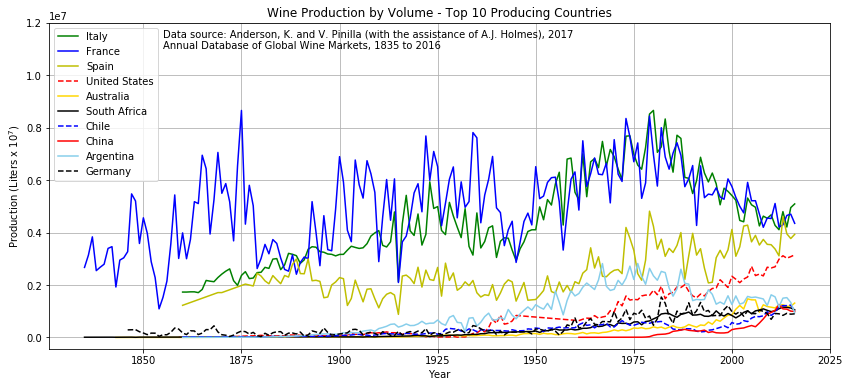 Wine Production by Volume - Top 10 Producing Countries
1e7
Data source: Anderson, K. and V. Pinilla (with the assistance of A.J. Holmes), 2017
Annual Database of Global Wine Markets, 1835 to 2016
Italy
France
Spain
United States
Australia
South Africa
Chile
China
Argentina
Germany
Production (Liters x 10⁷)
1.2
1.0
0.8
0.6
0.4
0.2
0.0
1850 1875 1900 1925 1950 1975 2000 2025
Year